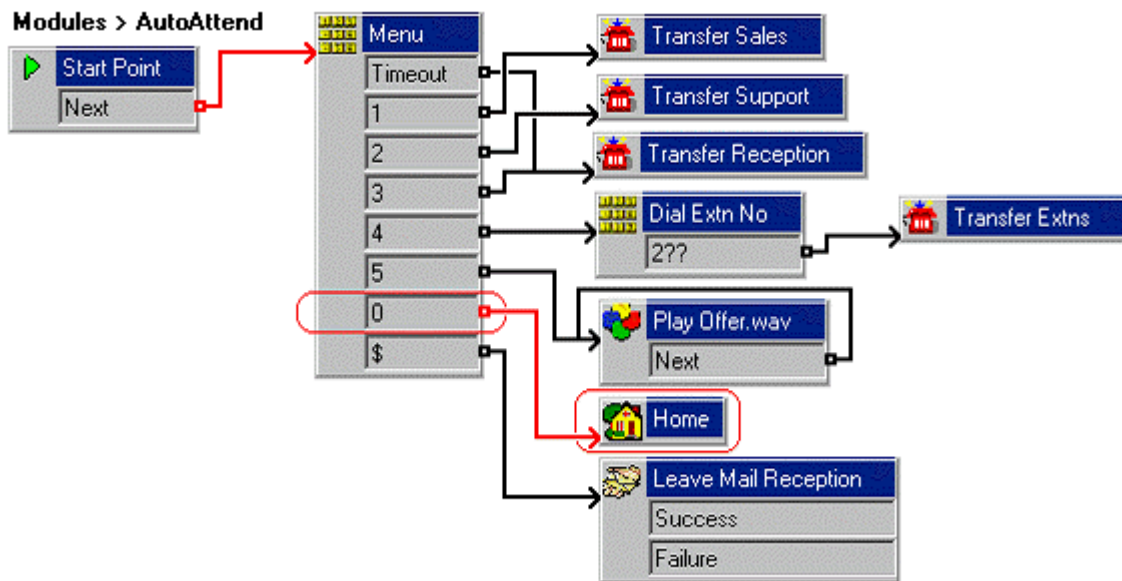 Modules > AutoAttend
Start Point
Next
Menu
Timeout
1
2
3
4
5
0
$
Transfer Sales
Transfer Support
Transfer Reception
Dial Extn No
2??
Transfer Extns
Play Offer.wav
Next
Home
Leave Mail Reception
Success
Failure